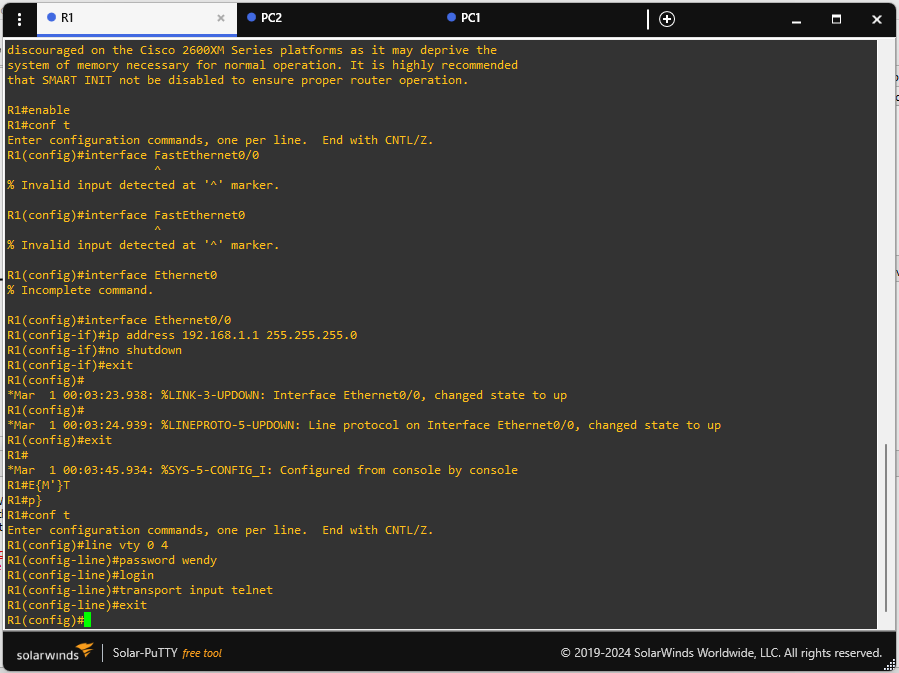 R1
PC2
PC1
discouraged on the Cisco 2600XM Series platforms as it may deprive the
system of memory necessary for normal operation. It is highly recommended
that SMART INIT not be disabled to ensure proper router operation.
R1#enable
R1#conf t
Enter configuration commands, one per line.  End with CNTL/Z.
R1(config)#interface FastEthernet0/0
^
% Invalid input detected at '^' marker.
R1(config)#interface FastEthernet0
^
% Invalid input detected at '^' marker.
R1(config)#interface Ethernet0
% Incomplete command.
R1(config)#interface Ethernet0/0
R1(config-if)#ip address 192.168.1.1 255.255.255.0
R1(config-if)#no shutdown
R1(config-if)#exit
R1(config)#
*Mar  1 00:03:23.938: %LINK-3-UPDOWN: Interface Ethernet0/0, changed state to up
R1(config)#
*Mar  1 00:03:24.939: %LINEPROTO-5-UPDOWN: Line protocol on Interface Ethernet0/0, changed state to up
R1(config)#exit
R1#
*Mar  1 00:03:45.934: %SYS-5-CONFIG_I: Configured from console by console
R1#E{M'}T
R1#p}
R1#conf t
Enter configuration commands, one per line.  End with CNTL/Z.
R1(config)#line vty 0 4
R1(config-line)#password wendy
R1(config-line)#login
R1(config-line)#transport input telnet
R1(config-line)#exit
R1(config)#
solarwinds
Solar-PuTTY free tool
© 2019-2024 SolarWinds Worldwide, LLC. All rights reserved.